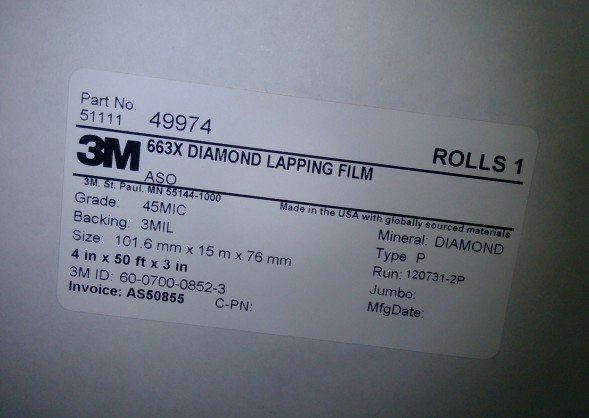 Part No.
51111 49974
ROLLS 1
3M 663X DIAMOND LAPPING FILM
ASO
3M. St. Paul. MN 55144-1000
Made in the USA with globally sourced materials
Grade: 45MIC
Mineral: DIAMOND
Backing: 3MIL
Type P
Size: 101.6 mm x 15 m x 76 mm
Run: 120731-2P
4 in x 50 ft x 3 in
Jumbo:
3M ID: 60-0700-0852-3
MfgDate:
Invoice: AS50855 C-PN: